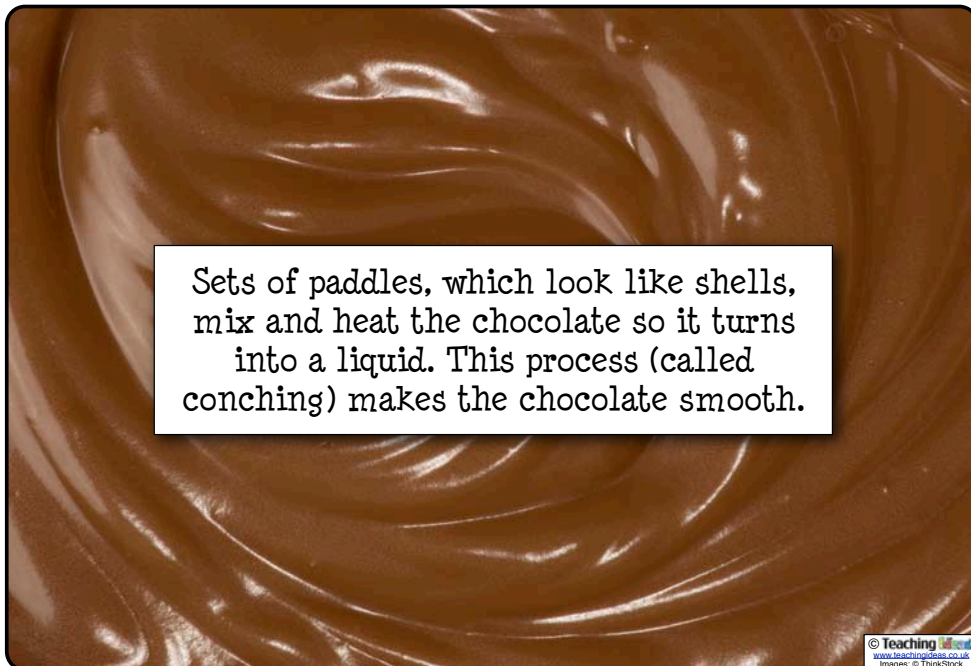 Sets of paddles, which look like shells,
mix and heat the chocolate so it turns
into a liquid. This process (called
conching) makes the chocolate smooth.
© Teaching Ideas
www.teachingideas.co.uk
Images: © ThinkStock